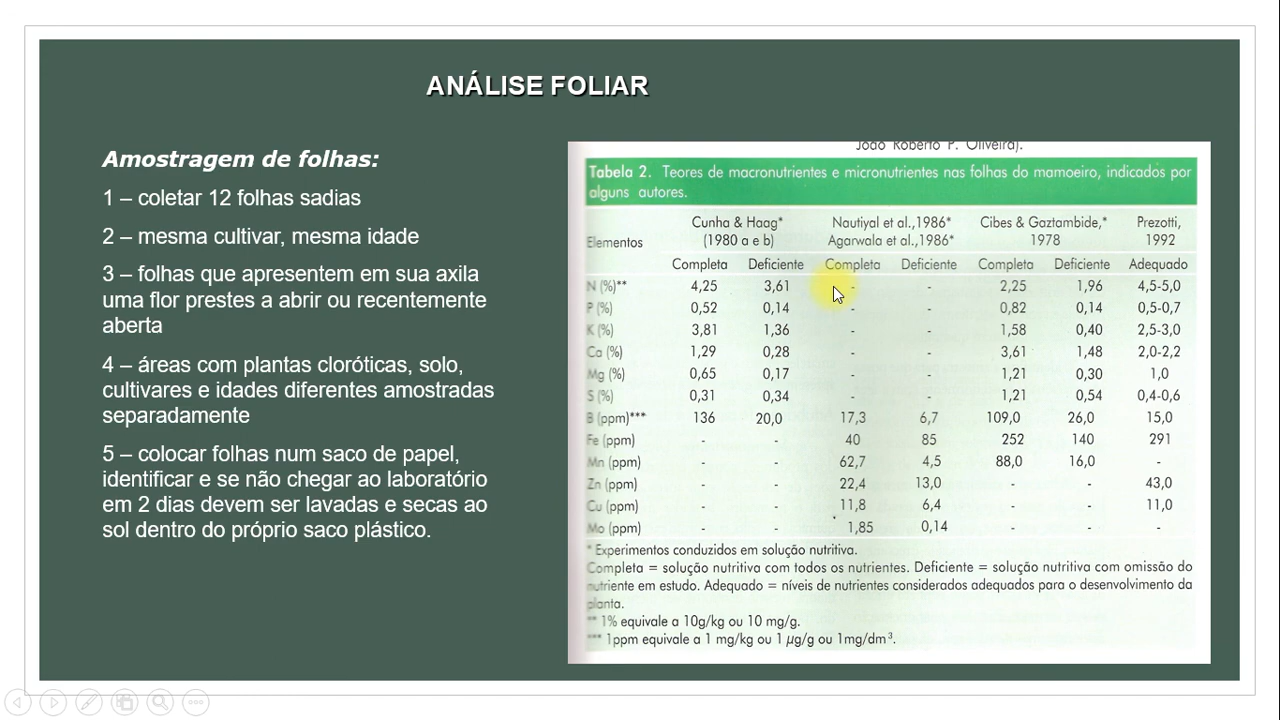 ANÁLISE FOLIAR
Amostragem de folhas:
1 – coletar 12 folhas sadias
2 – mesma cultivar, mesma idade
3 – folhas que apresentem em sua axila
uma flor prestes a abrir ou recentemente
aberta
4 – áreas com plantas cloróticas, solo,
cultivares e idades diferentes amostradas
separadamente
5 – colocar folhas num saco de papel,
identificar e se não chegar ao laboratório
em 2 dias devem ser lavadas e secas ao
sol dentro do próprio saco plástico.
João Roberto P. Oliveira).
Tabela 2. Teores de macronutrientes e micronutrientes nas folhas do mamoeiro, indicados por
alguns autores.
Elementos Cunha & Haag* Nautiyal et al.,1986* Cibes & Gaztambide,* Prezotti,
(1980 a e b) Agarwala et al.,1986* 1978 1992
Completa Deficiente Completa Deficiente Completa Deficiente Adequado
N (%)** 4,25 3,61 - - 2,25 1,96 4,5-5,0
P (%) 0,52 0,14 - - 0,82 0,14 0,5-0,7
K (%) 3,81 1,36 - - 1,58 0,40 2,5-3,0
Ca (%) 1,29 0,28 - - 3,61 1,48 2,0-2,2
Mg (%) 0,65 0,17 - - 1,21 0,30 1,0
S (%) 0,31 0,34 - - 1,21 0,54 0,4-0,6
B (ppm)*** 136 20,0 17,3 6,7 109,0 26,0 15,0
Fe (ppm) - - 40 85 252 140 291
Mn (ppm) - - 62,7 4,5 88,0 16,0 -
Zn (ppm) - - 22,4 13,0 - - 43,0
Cu (ppm) - - 11,8 6,4 - - 11,0
Mo (ppm) - - 1,85 0,14 - - -
* Experimentos conduzidos em solução nutritiva.
Completa = solução nutritiva com todos os nutrientes. Deficiente = solução nutritiva com omissão do
nutriente em estudo. Adequado = níveis de nutrientes considerados adequados para o desenvolvimento da
planta.
** 1% equivale a 10g/kg ou 10 mg/g.
*** 1ppm equivale a 1 mg/kg ou 1 µg/g ou 1mg/dm³.